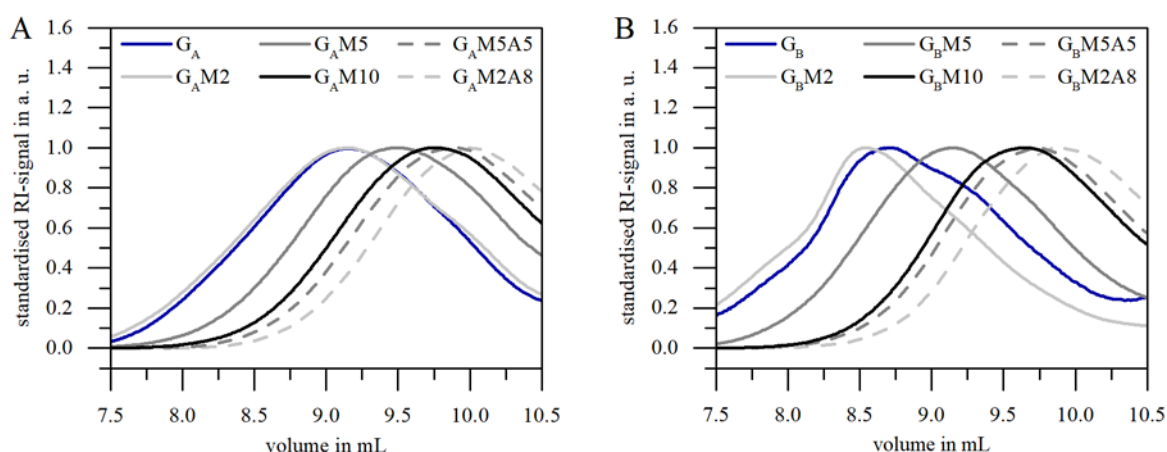 A
G_A G_AM5 G_AM5A5
G_AM2 G_AM10 G_AM2A8
standardised RI-signal in a. u.
1.6
1.4
1.2
1.0
0.8
0.6
0.4
0.2
0.0
7.5 8.0 8.5 9.0 9.5 10.0 10.5
volume in mL
B
G_B G_BM5 G_BM5A5
G_BM2 G_BM10 G_BM2A8
standardised RI-signal in a. u.
1.6
1.4
1.2
1.0
0.8
0.6
0.4
0.2
0.0
7.5 8.0 8.5 9.0 9.5 10.0 10.5
volume in mL